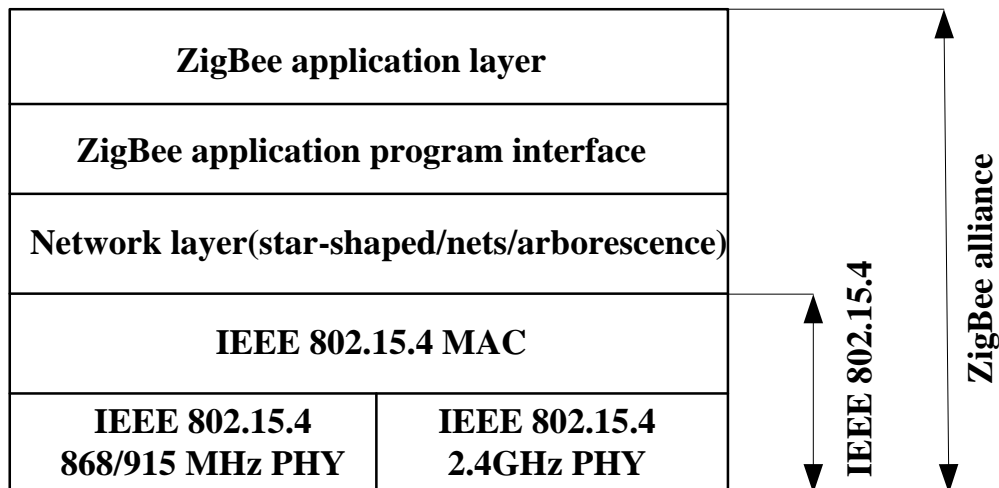 ZigBee application layer
ZigBee application program interface
Network layer(star-shaped/nets/arborescence)
IEEE 802.15.4 MAC
IEEE 802.15.4
868/915 MHz PHY
IEEE 802.15.4
2.4GHz PHY
IEEE 802.15.4
ZigBee alliance